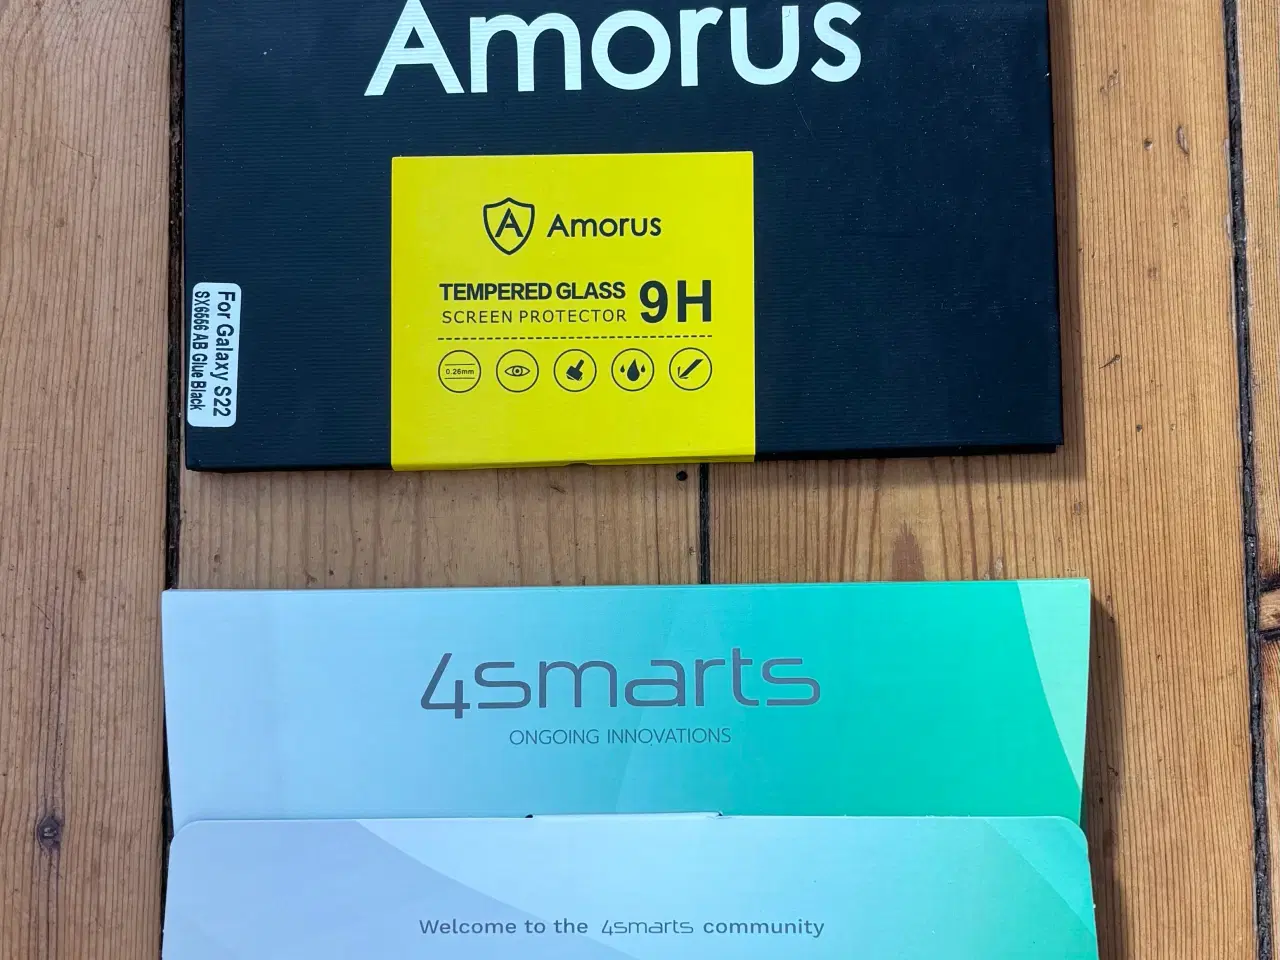 Amorus
A Amorus
TEMPERED GLASS
SCREEN PROTECTOR
9H
0.26mm
For Galaxy S22
SX6666 AB Glue Black
4smarts
ONGOING INNOVATIONS
Welcome to the 4smarts community